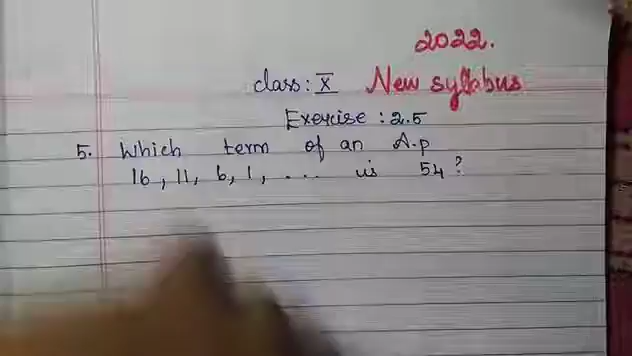 2022.
class: X New syllabus
Exercise : 2.5
5. Which term of an A.p
16, 11, 6, 1, ... is 54?